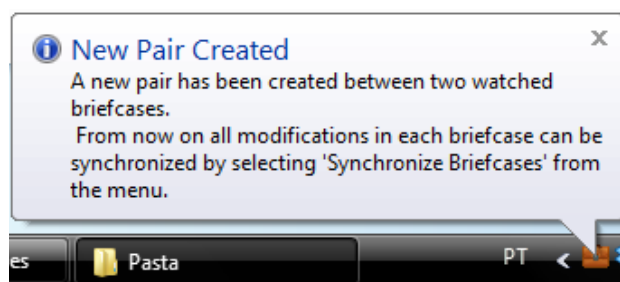 New Pair Created
A new pair has been created between two watched
briefcases.
From now on all modifications in each briefcase can be
synchronized by selecting 'Synchronize Briefcases' from
the menu.
es
Pasta
PT